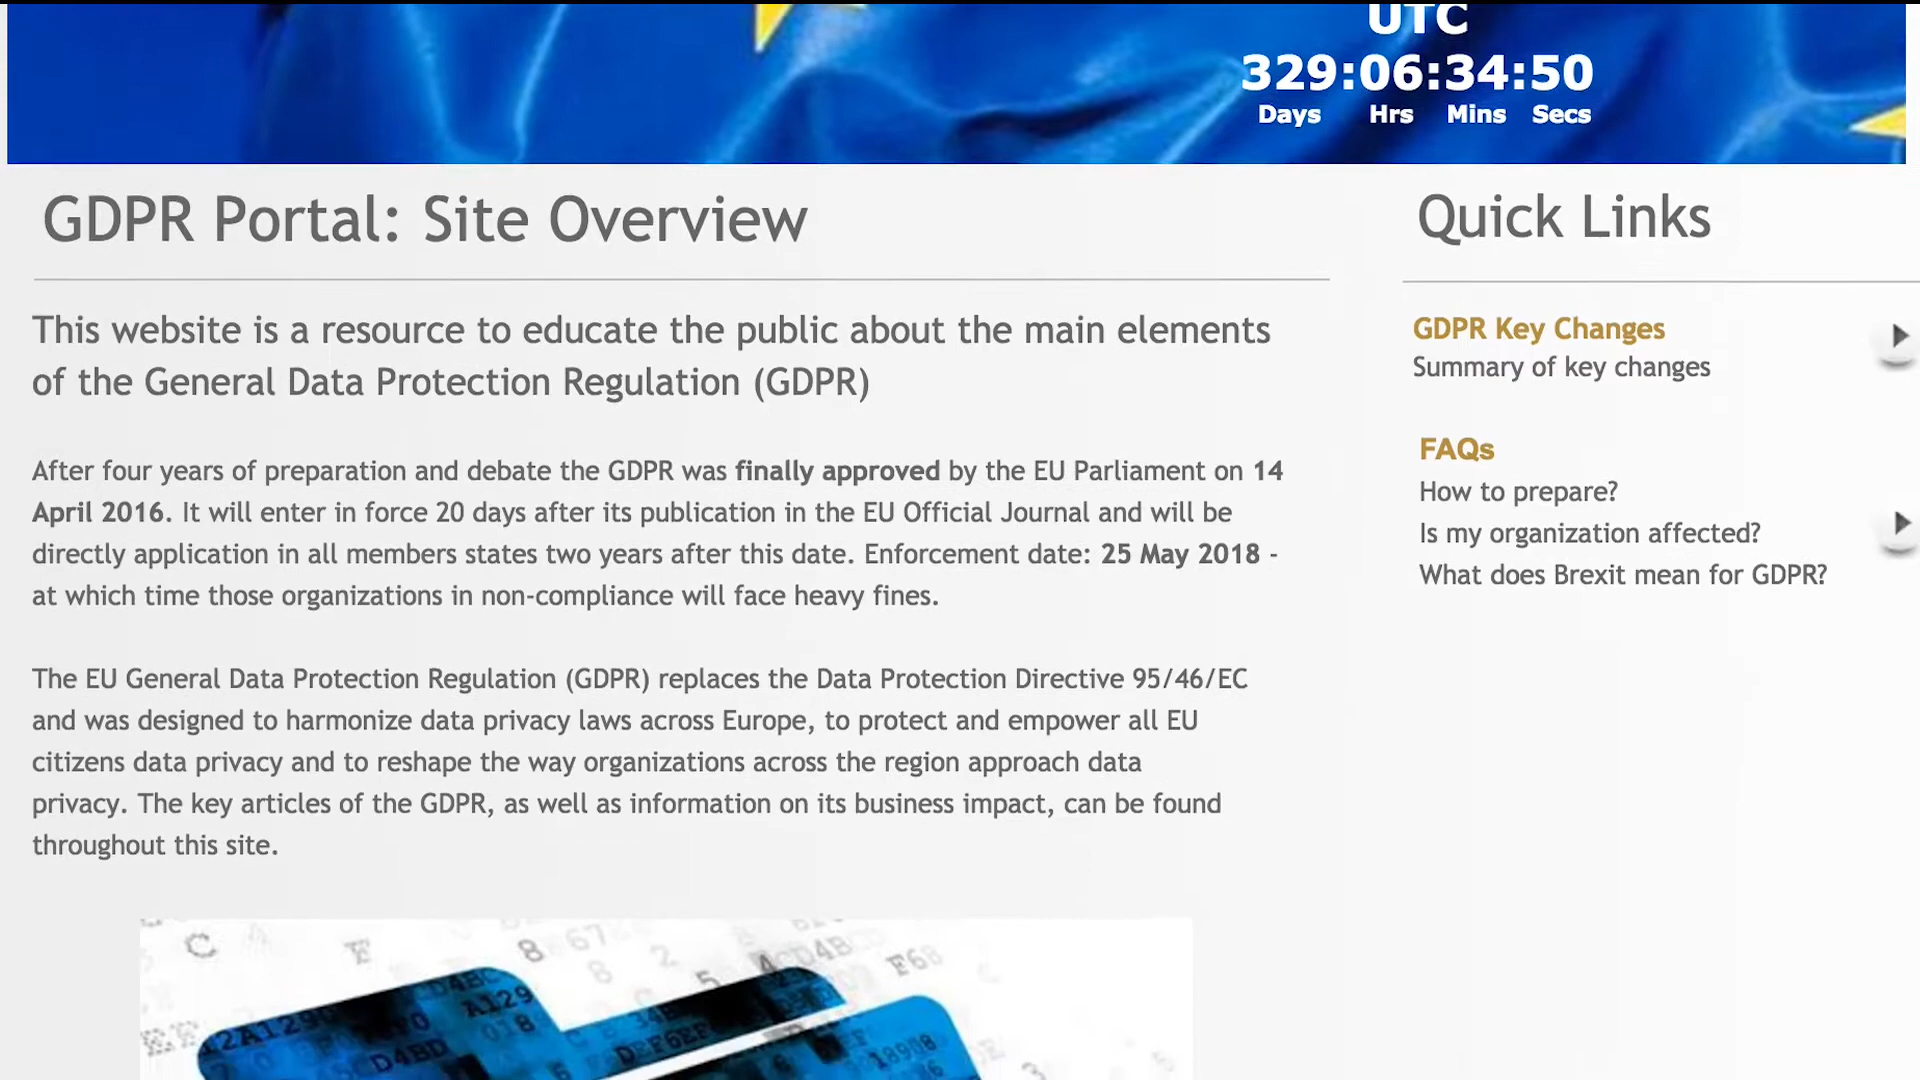 UTC
329:06:34:50
Days Hrs Mins Secs
GDPR Portal: Site Overview
Quick Links
This website is a resource to educate the public about the main elements
of the General Data Protection Regulation (GDPR)
After four years of preparation and debate the GDPR was finally approved by the EU Parliament on 14
April 2016. It will enter in force 20 days after its publication in the EU Official Journal and will be
directly application in all members states two years after this date. Enforcement date: 25 May 2018 -
at which time those organizations in non-compliance will face heavy fines.
The EU General Data Protection Regulation (GDPR) replaces the Data Protection Directive 95/46/EC
and was designed to harmonize data privacy laws across Europe, to protect and empower all EU
citizens data privacy and to reshape the way organizations across the region approach data
privacy. The key articles of the GDPR, as well as information on its business impact, can be found
throughout this site.
GDPR Key Changes
Summary of key changes
FAQs
How to prepare?
Is my organization affected?
What does Brexit mean for GDPR?